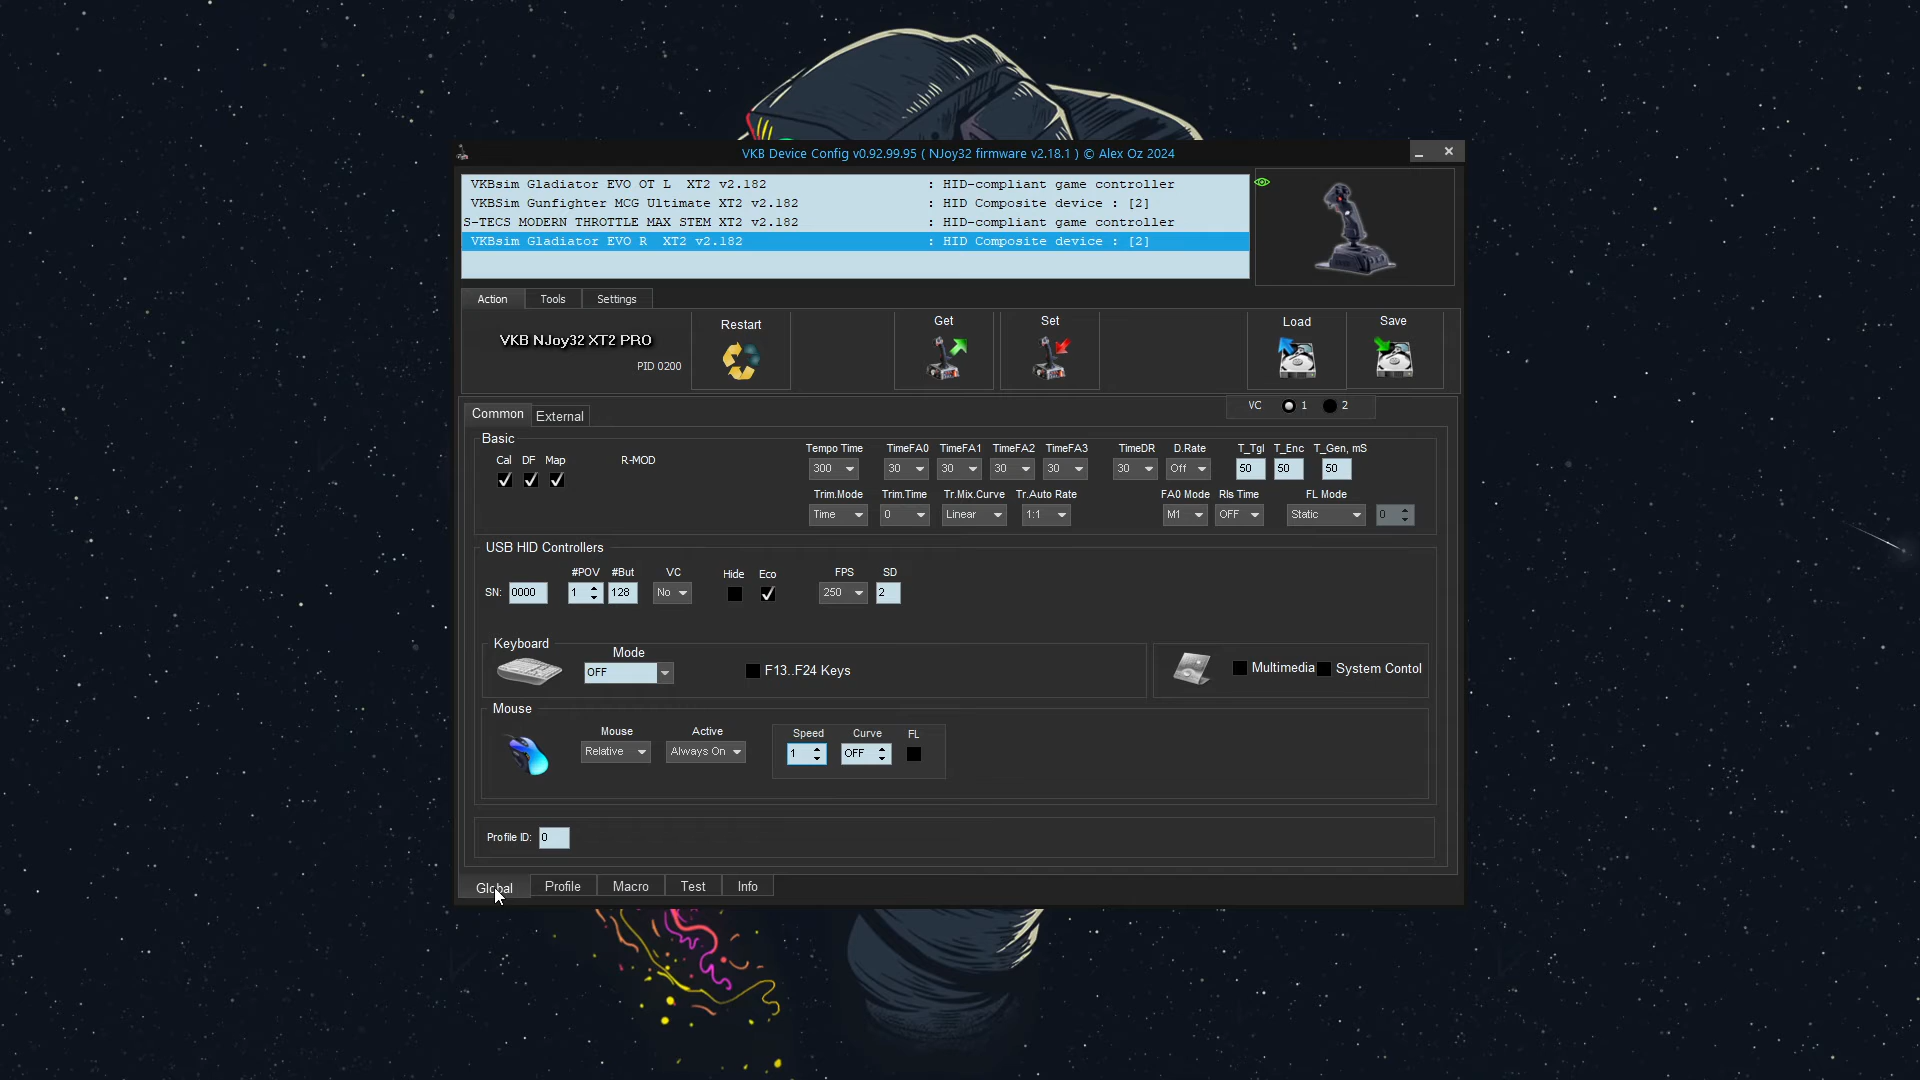 VKB Device Config v0.92.99.95 ( NJoy32 firmware v2.18.1 ) © Alex Oz 2024
VKBsim Gladiator EVO OT L XT2 v2.182 : HID-compliant game controller
VKBSim Gunfighter MCG Ultimate XT2 v2.182 : HID Composite device : [2]
S-TECS MODERN THROTTLE MAX STEM XT2 v2.182 : HID-compliant game controller
VKBsim Gladiator EVO R XT2 v2.182 : HID Composite device : [2]
Action Tools Settings
Restart Get Set Load Save
VKB NJoy32 XT2 PRO
PID 0200
Common External
VC 1 2
Basic
Cal DF Map R-MOD
Tempo Time TimeFA0 TimeFA1 TimeFA2 TimeFA3 TimeDR D.Rate T_Tgl T_Enc T_Gen, mS
300 30 30 30 30 30 Off 50 50 50
Trim.Mode Trim.Time Tr.Mix.Curve Tr.Auto Rate FA0 Mode Rls Time FL Mode
Time 0 Linear 1:1 M1 OFF Static 0
USB HID Controllers
#POV #But VC Hide Eco FPS SD
SN: 0000 1 128 No 250 2
Keyboard
Mode
OFF F13..F24 Keys Multimedia System Contol
Mouse
Mouse Active Speed Curve FL
Relative Always On 1 OFF
Profile ID: 0
Global Profile Macro Test Info